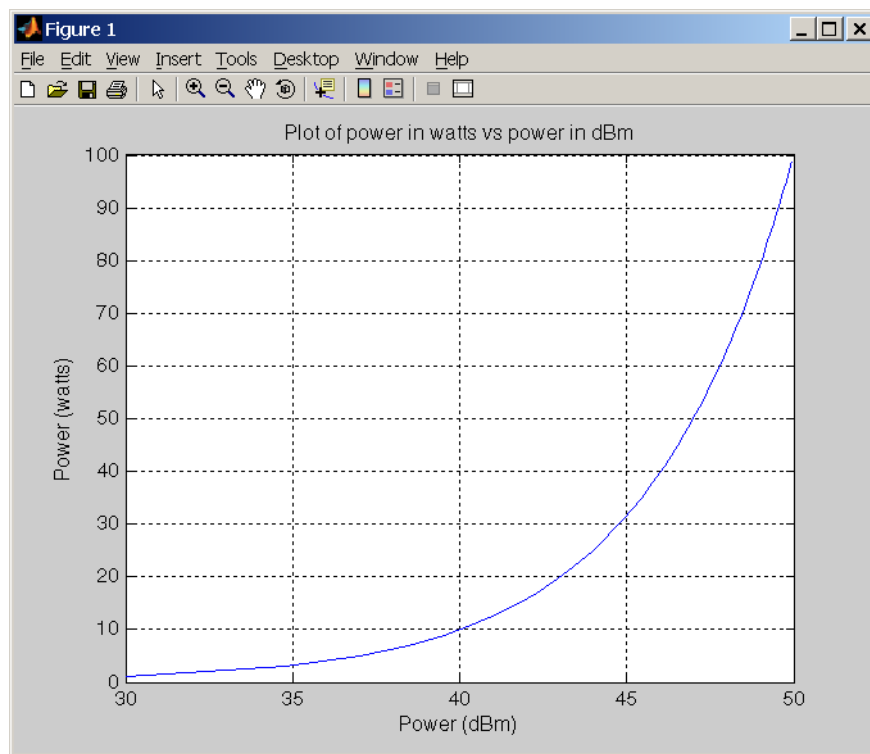 Figure 1
File Edit View Insert Tools Desktop Window Help
Plot of power in watts vs power in dBm
100
90
80
70
60
50
40
30
20
10
0
Power (watts)
30 35 40 45 50
Power (dBm)